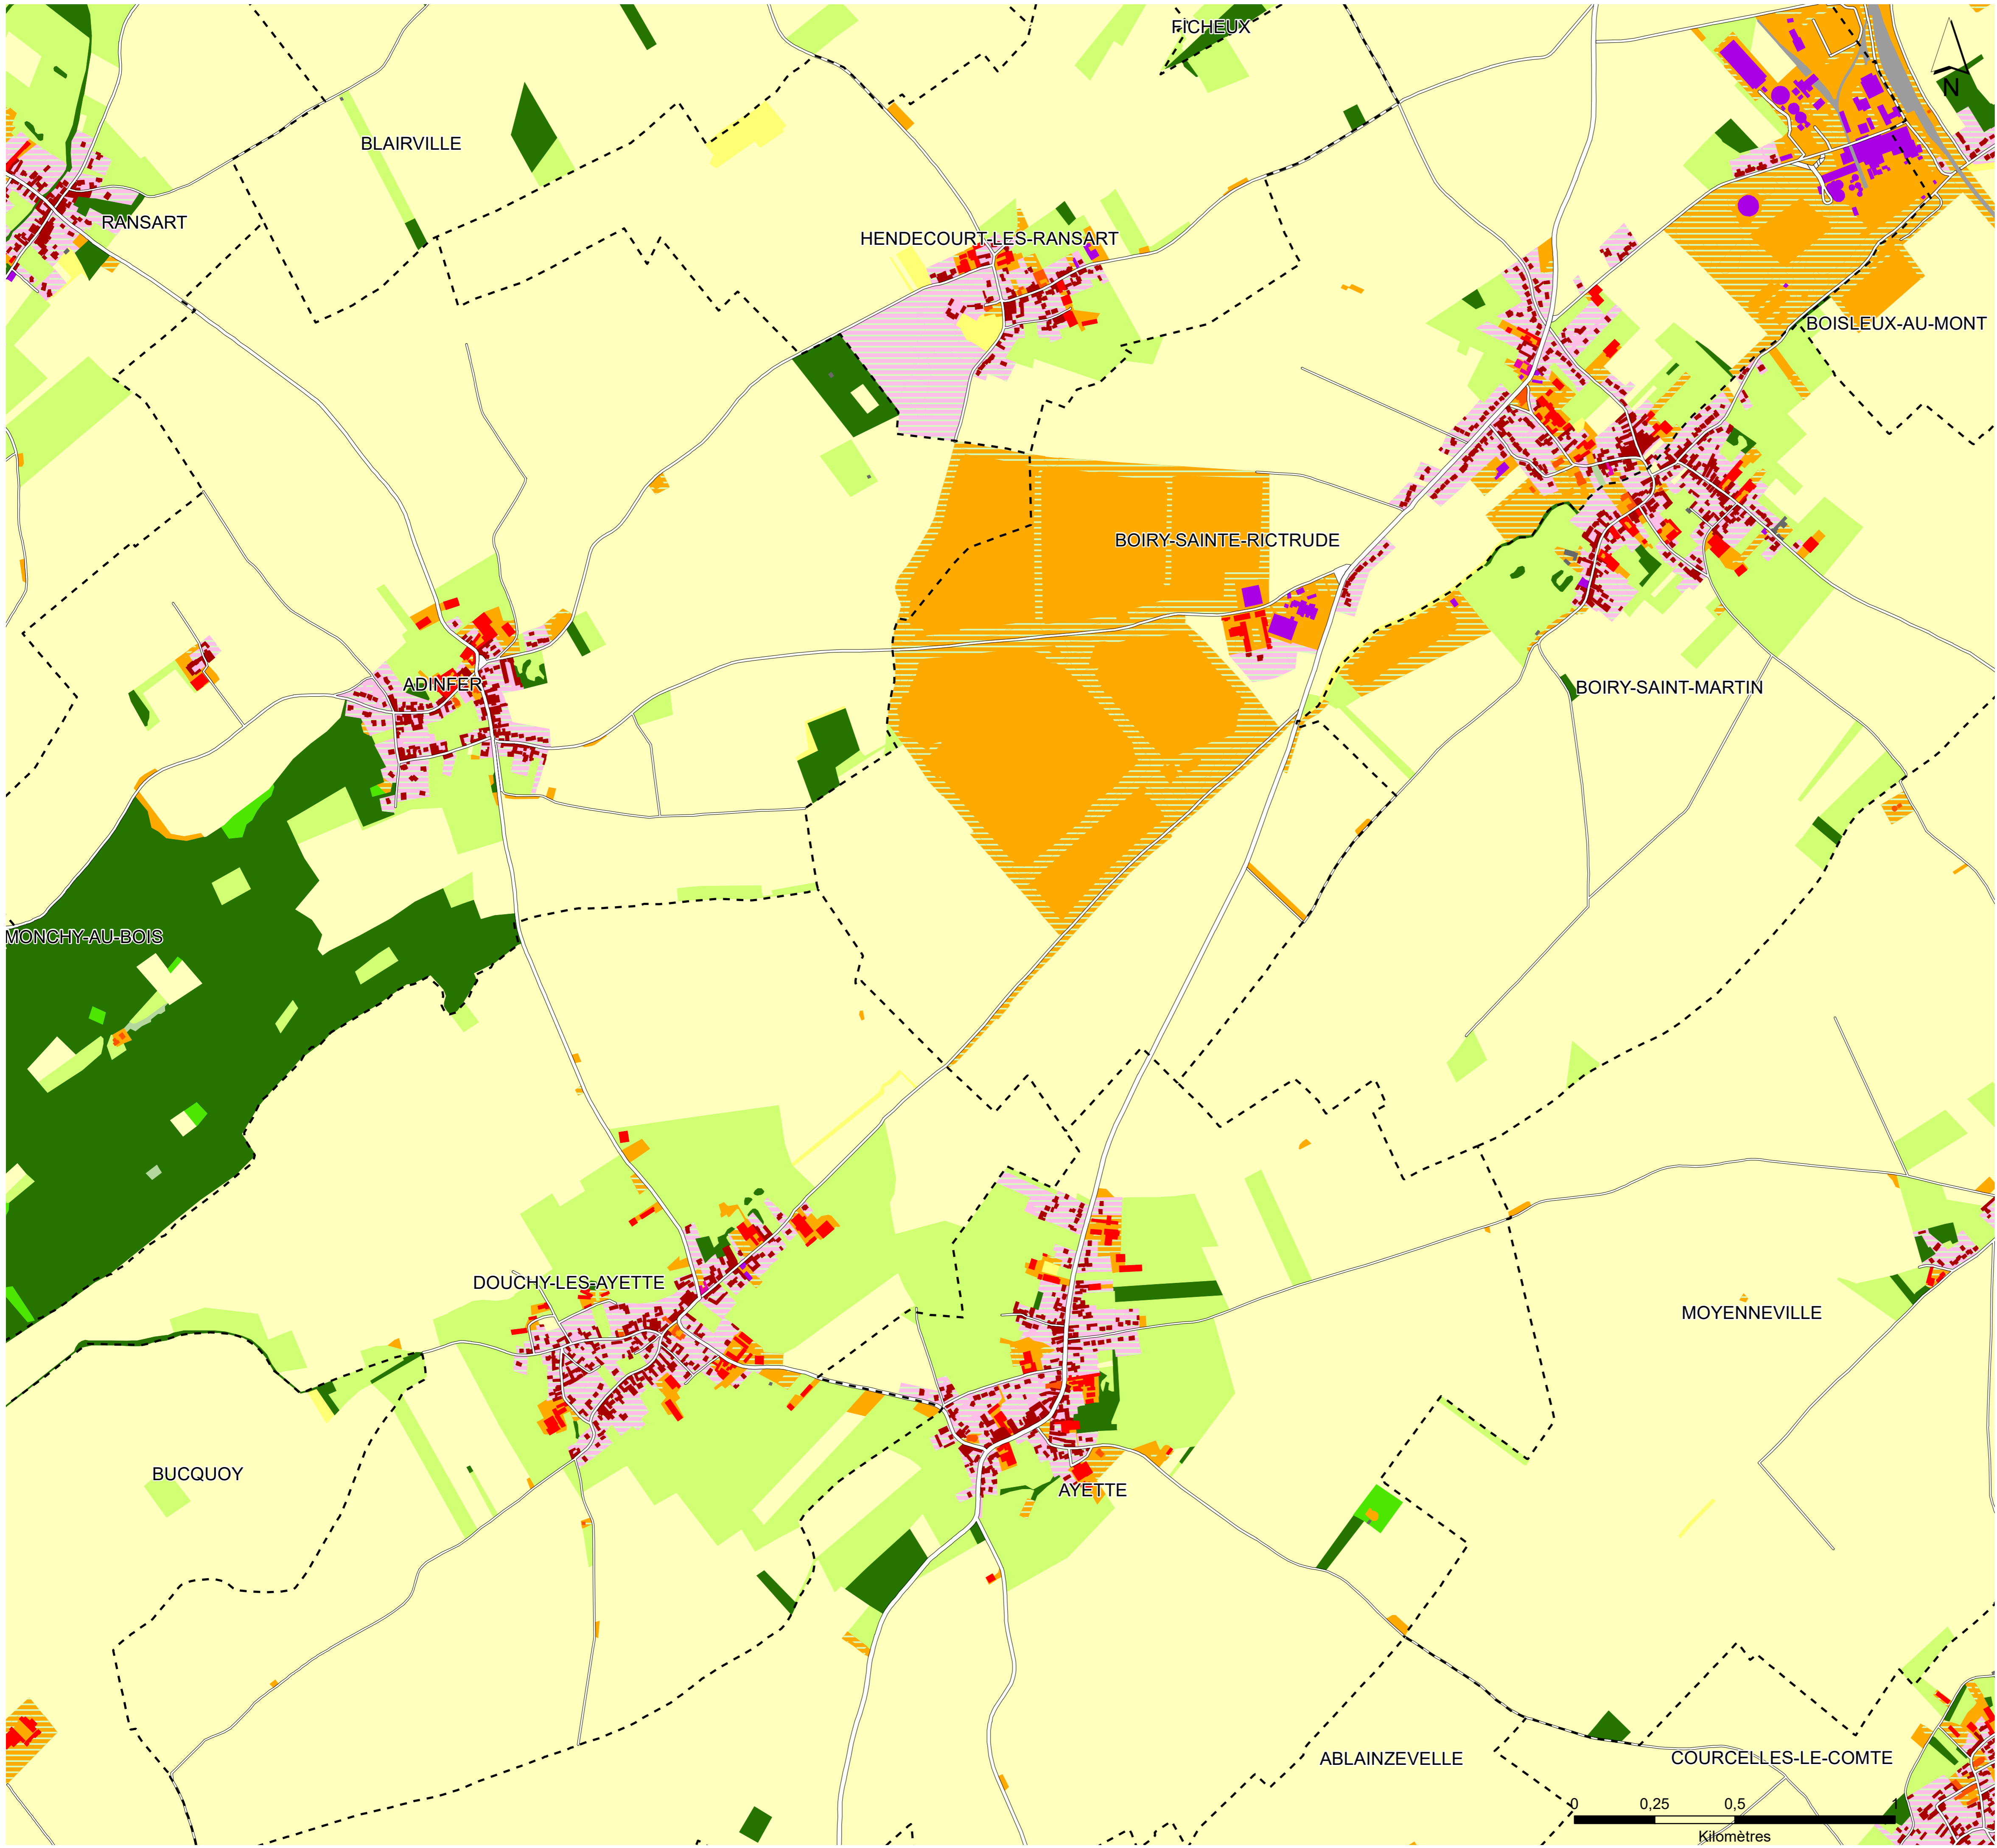 FICHEUX
N
BLAIRVILLE
RANSART
HENDECOURT-LES-RANSART
BOISLEUX-AU-MONT
BOIRY-SAINTE-RICTRUDE
ADINFER
BOIRY-SAINT-MARTIN
MONCHY-AU-BOIS
DOUCHY-LES-AYETTE
MOYENNEVILLE
BUCQUOY
AYETTE
ABLAINZEVELLE
COURCELLES-LE-COMTE
0 0,25 0,5 1
Kilomètres